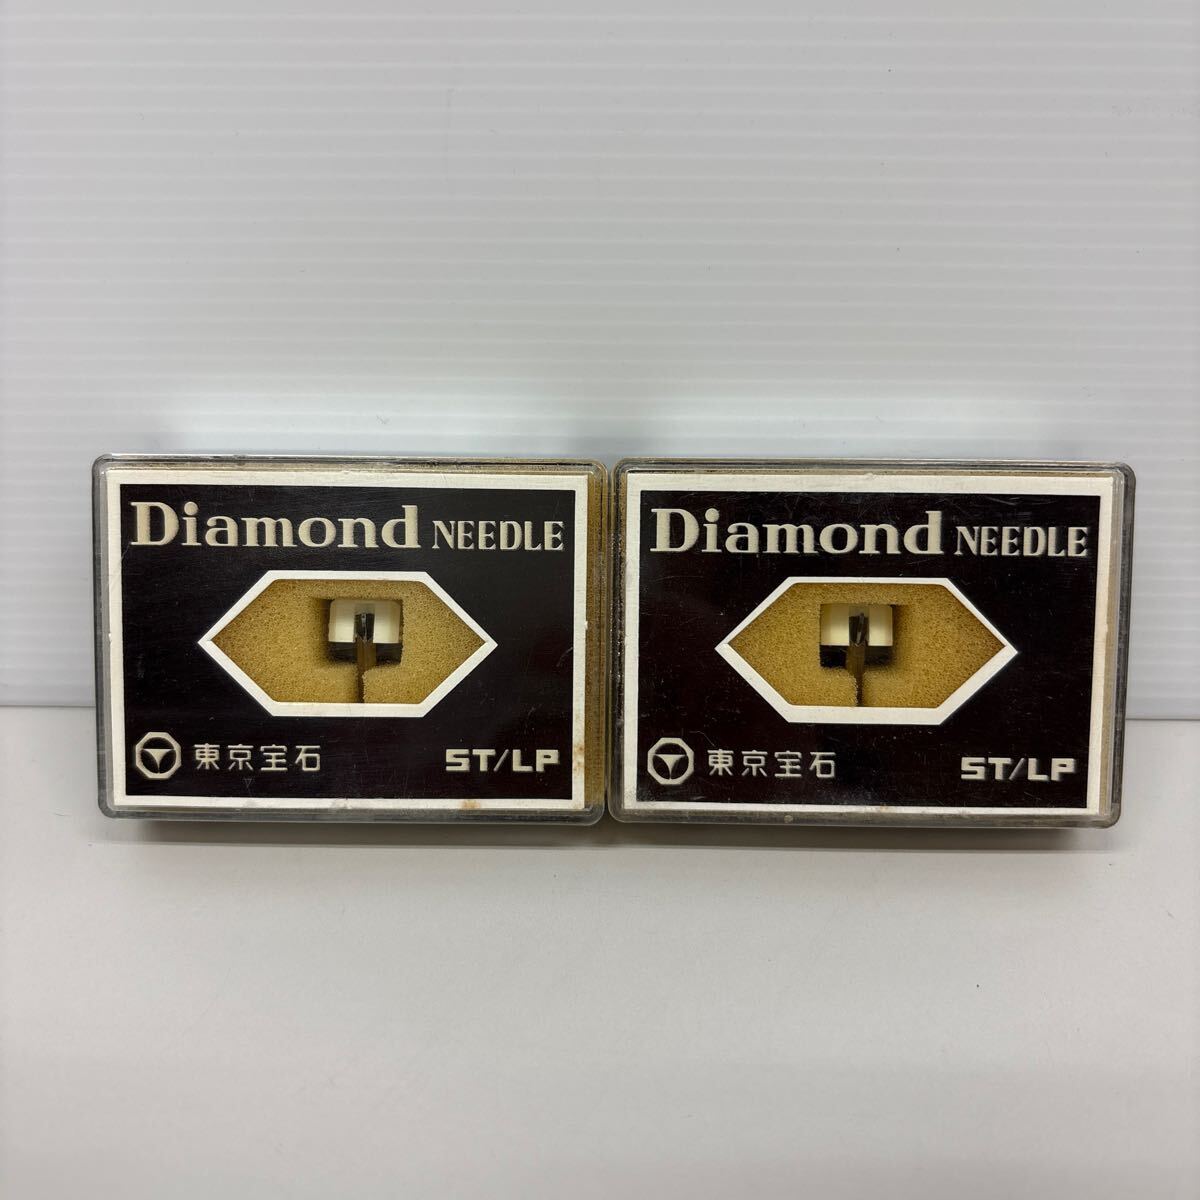 Diamond NEEDLE
東京宝石 ST/LP
Diamond NEEDLE
東京宝石 ST/LP